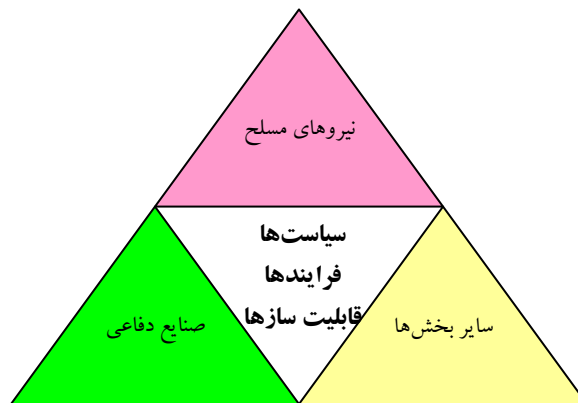 نیروهای مسلح
سیاست‌ها
فرایندها
قابلیت سازها
سایر بخش‌ها
صنایع دفاعی